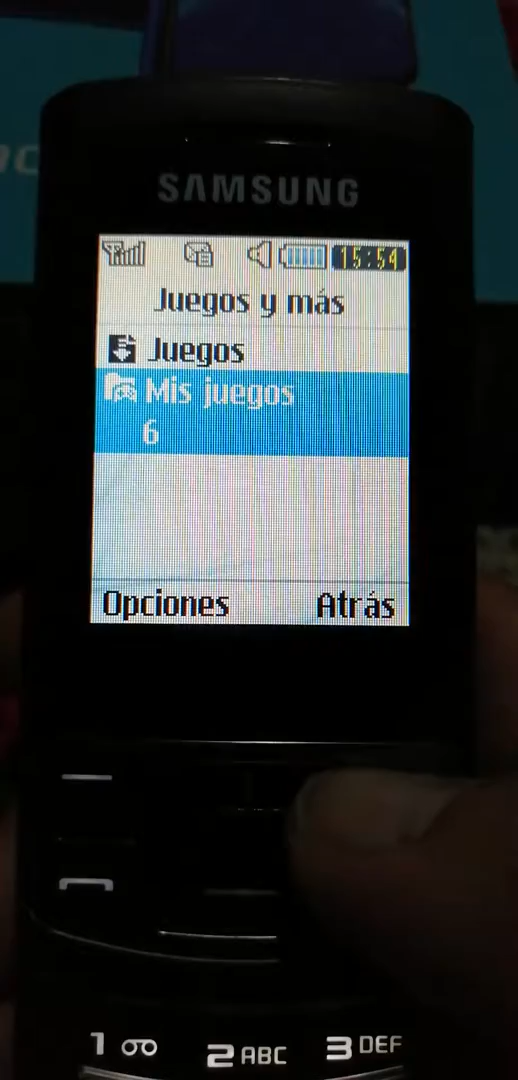 SAMSUNG
15:54
Juegos y más
Juegos
Mis juegos
6
Opciones Atrás
1 2 ABC 3 DEF